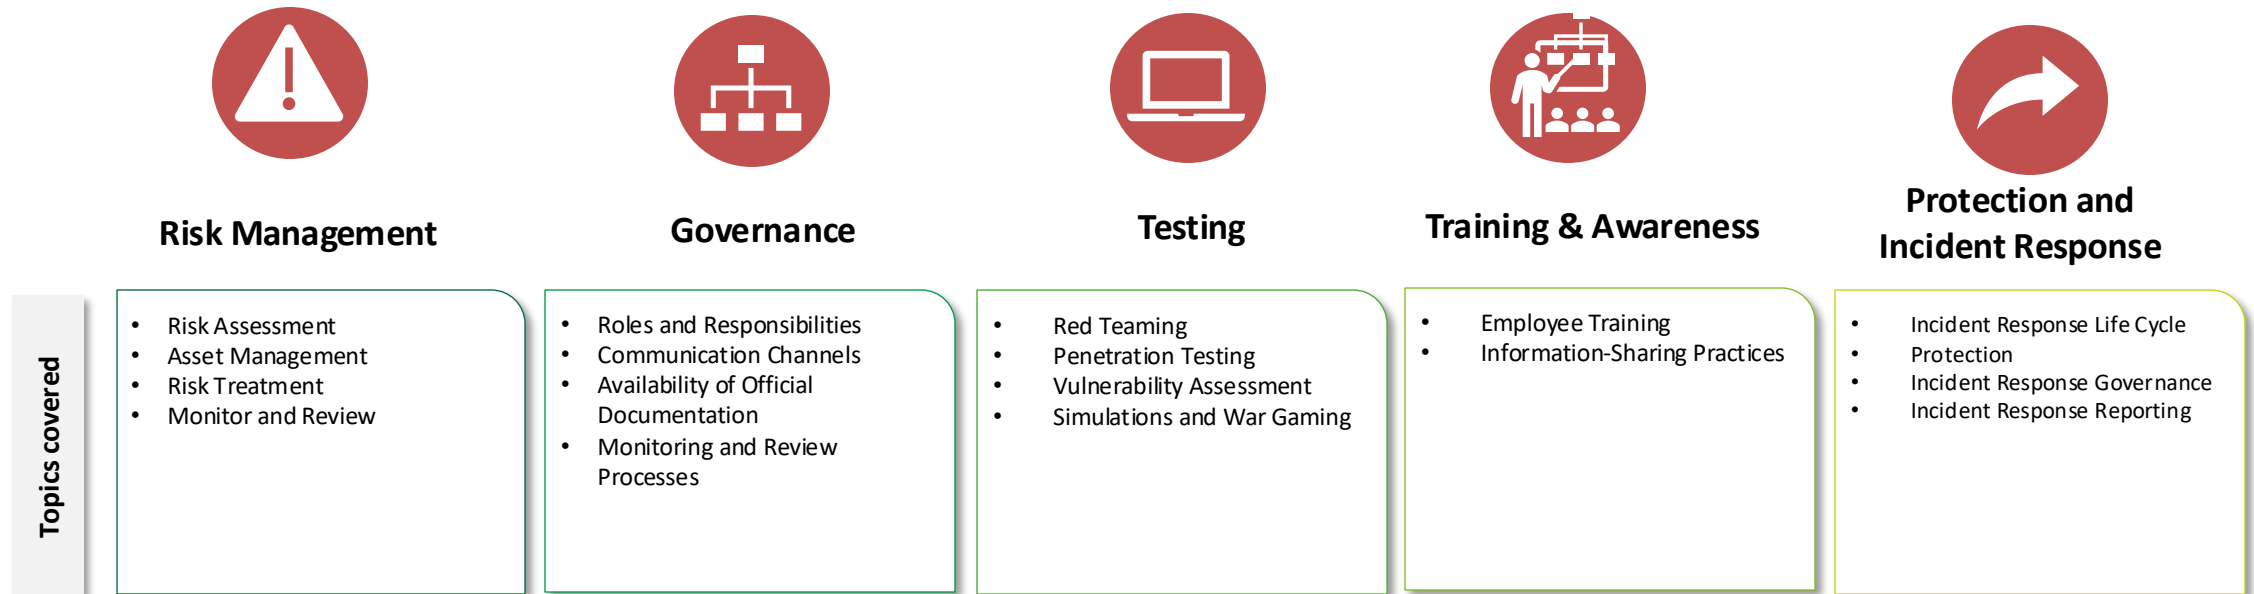 Risk Management
Governance
Testing
Training & Awareness
Protection and
Incident Response
Topics covered
• Risk Assessment
• Asset Management
• Risk Treatment
• Monitor and Review
• Roles and Responsibilities
• Communication Channels
• Availability of Official
Documentation
• Monitoring and Review
Processes
• Red Teaming
• Penetration Testing
• Vulnerability Assessment
• Simulations and War Gaming
• Employee Training
• Information-Sharing Practices
• Incident Response Life Cycle
• Protection
• Incident Response Governance
• Incident Response Reporting